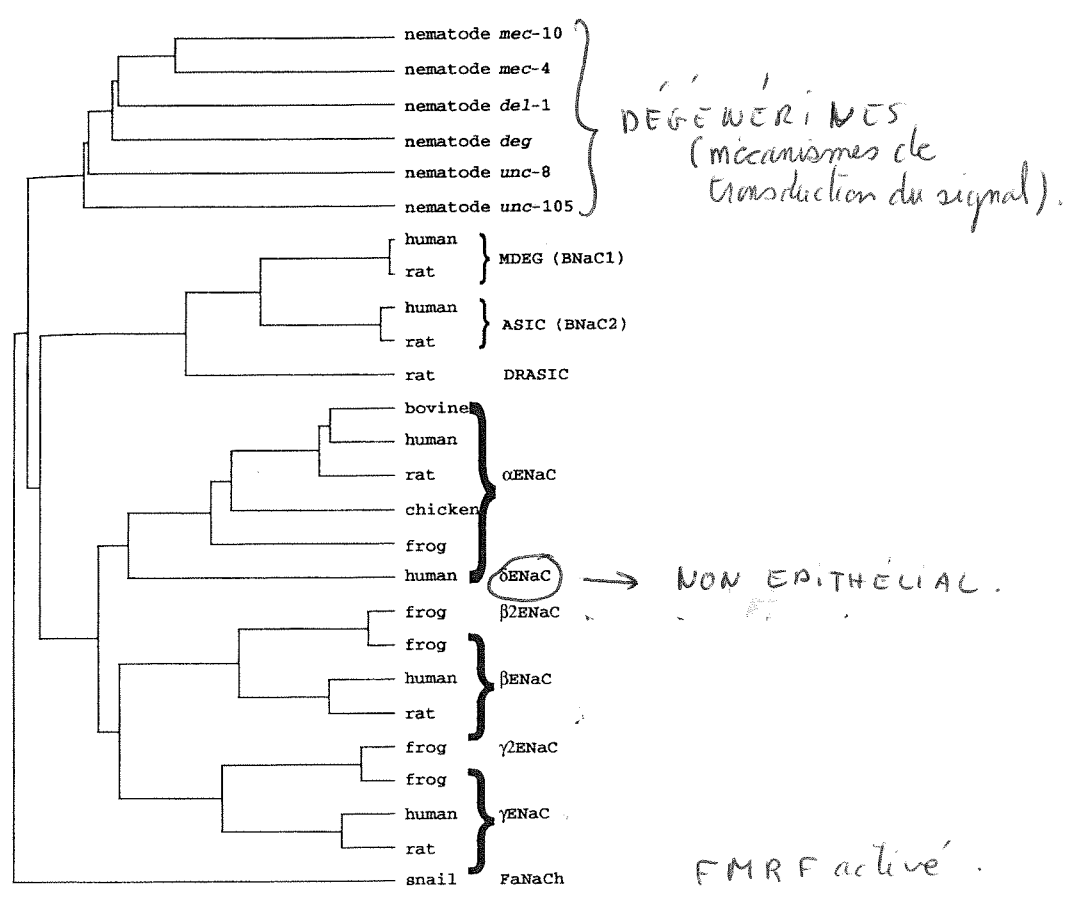 nematode mec-10
nematode mec-4
nematode del-1
nematode deg
nematode unc-8
nematode unc-105
DÉGÉNÉRINES
(mécanismes de
transduction du signal).
human
rat
MDEG (BNaC1)
human
rat
ASIC (BNaC2)
rat DRASIC
bovine
human
rat
αENaC
chicken
frog
human δENaC → NON EPITHÉLIAL.
frog β2ENaC
frog
human
βENaC
rat
frog γ2ENaC
frog
human
γENaC
rat
snail FaNaCh
FMRF activé.